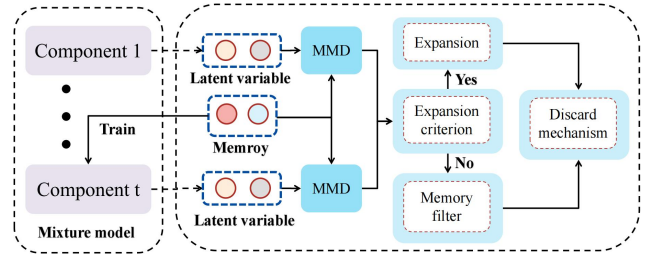 Component 1
Latent variable
MMD
Expansion
Yes
Train
Memroy
Expansion
criterion
Discard
mechanism
No
Component t
Latent variable
MMD
Memory
filter
Mixture model